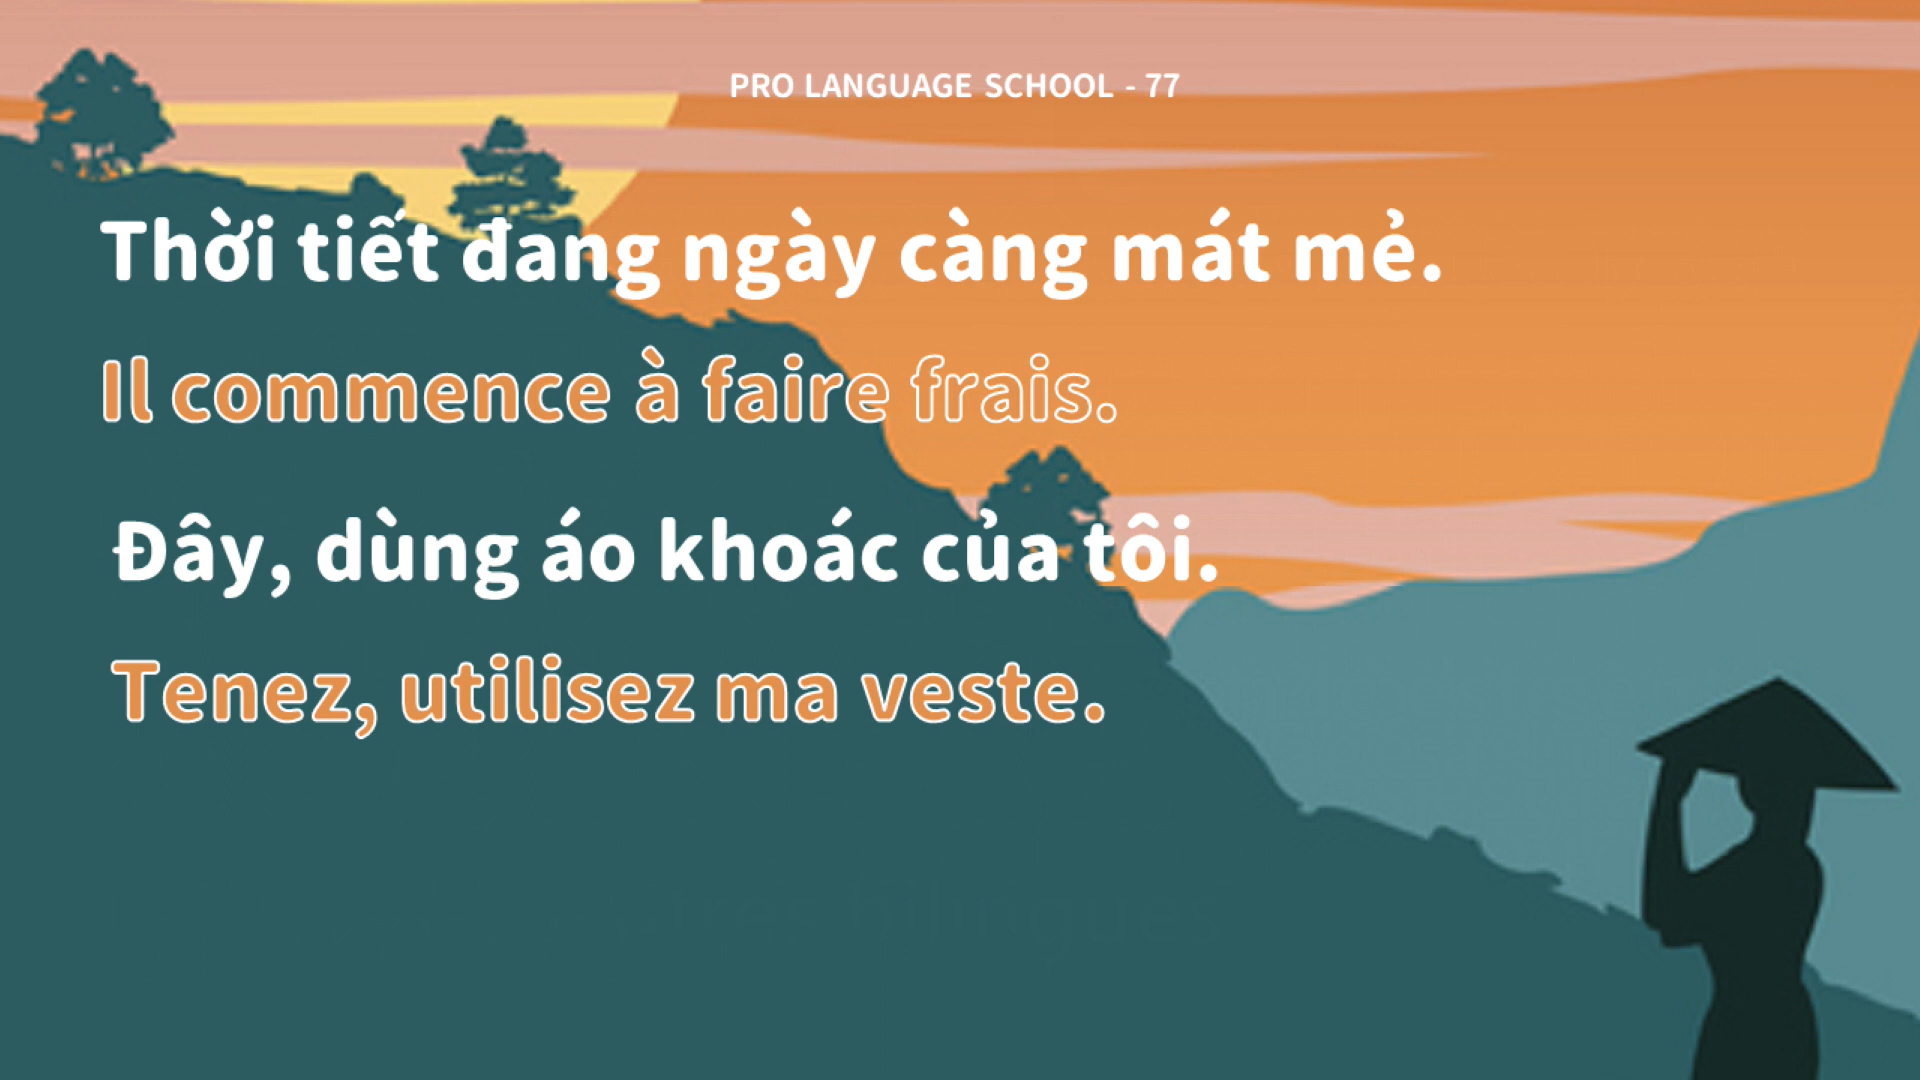 PRO LANGUAGE SCHOOL - 77
Thời tiết đang ngày càng mát mẻ.
Il commence à faire frais.
Đây, dùng áo khoác của tôi.
Tenez, utilisez ma veste.